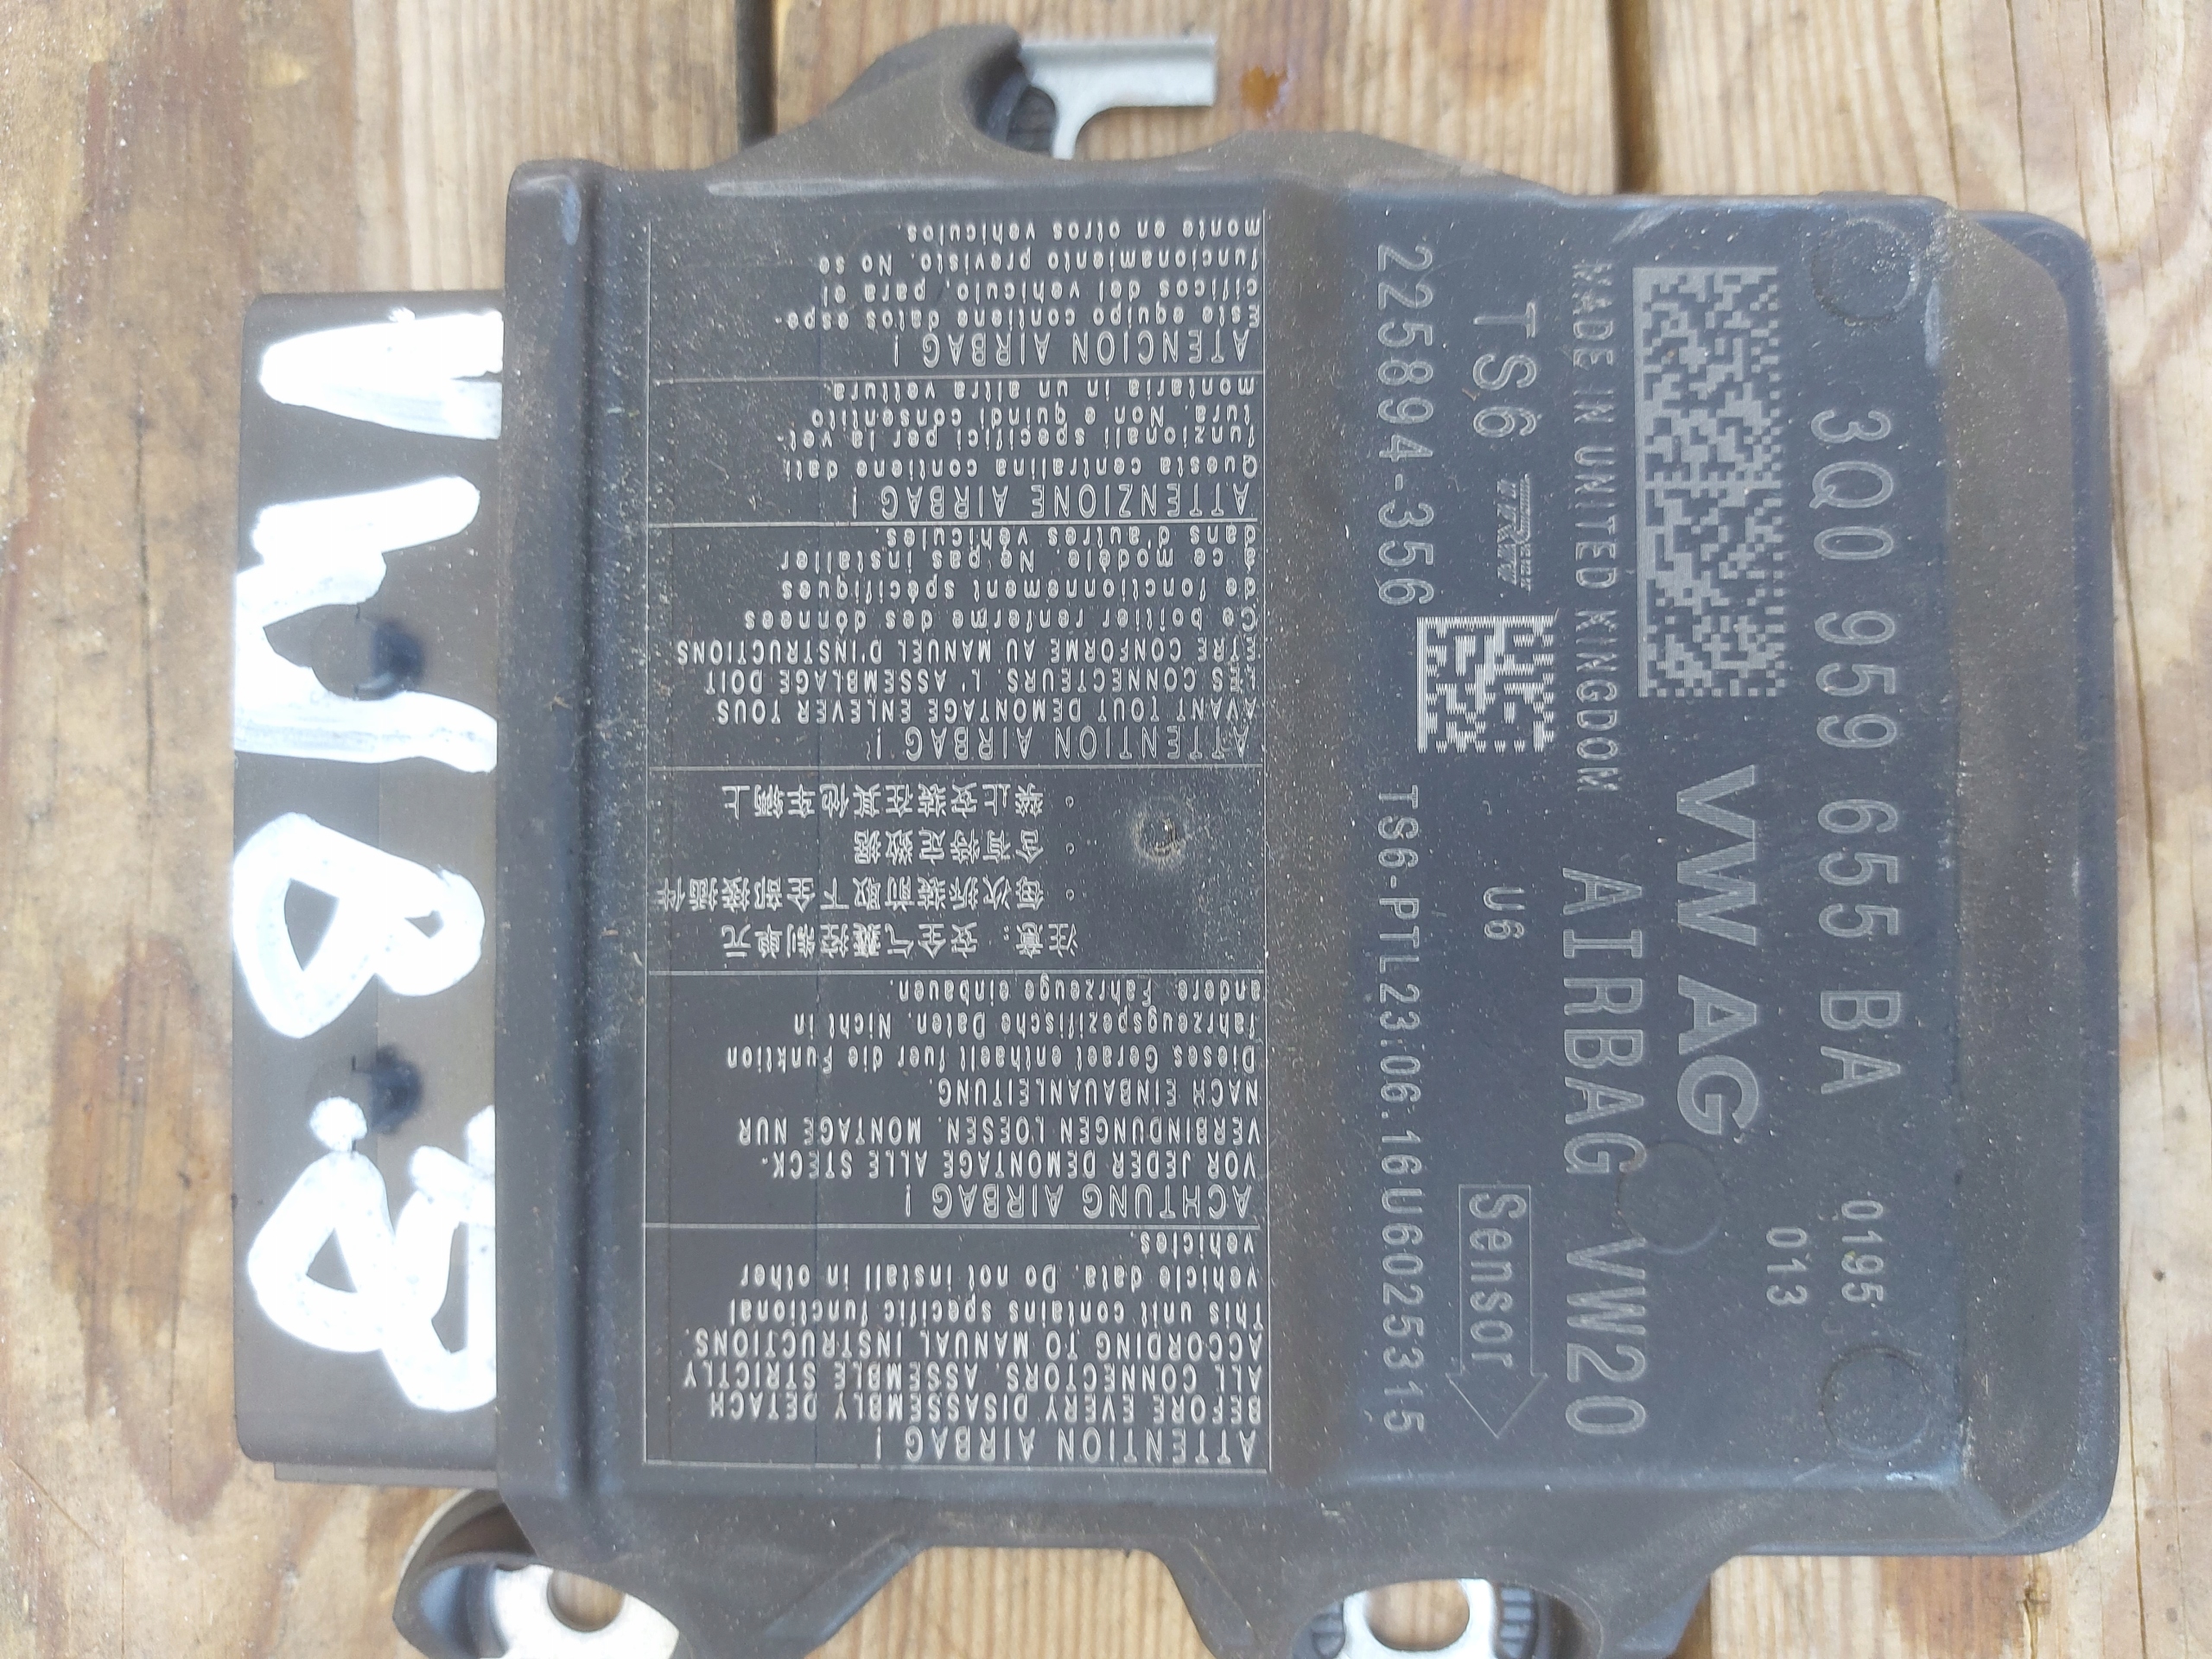 3Q0 959 655 BA 0195
013
VW AG
AIRBAG VW20
MADE IN UNITED KINGDOM
TS6 TRW U6 Sensor
225894-356 TS6-PTL23.06.16U6025315
ATTENTION AIRBAG !
BEFORE EVERY DISASSEMBLY DETACH
ALL CONNECTORS. ASSEMBLE STRICTLY
ACCORDING TO MANUAL INSTRUCTIONS.
This unit contains specific functional
vehicle data. Do not install in other
vehicles.
ACHTUNG AIRBAG !
VOR JEDER DEMONTAGE ALLE STECK-
VERBINDUNGEN LOESEN. MONTAGE NUR
NACH EINBAUANLEITUNG.
Dieses Geraet enthaelt fuer die Funktion
fahrzeugspezifische Daten. Nicht in
andere Fahrzeuge einbauen.
注意: 安全气囊控制单元
。 每次拆装前取下全部接插件
。 含有特定数据
。 禁止安装在其他车辆上
ATTENTION AIRBAG !
AVANT TOUT DEMONTAGE ENLEVER TOUS
LES CONNECTEURS. L' ASSEMBLAGE DOIT
ETRE CONFORME AU MANUEL D'INSTRUCTIONS
Ce boitier renferme des données
de fonctionnement spécifiques
à ce modèle. Ne pas installer
dans d'autres véhicules.
ATTENZIONE AIRBAG !
Questa centralina contiene dati
funzionali specifici per la vet-
tura. Non e quindi consentito
montarla in un altra vettura.
ATENCION AIRBAG !
Este equipo contiene datos espe-
cificos del vehiculo, para el
funcionamiento previsto. No se
monte en otros vehiculos.